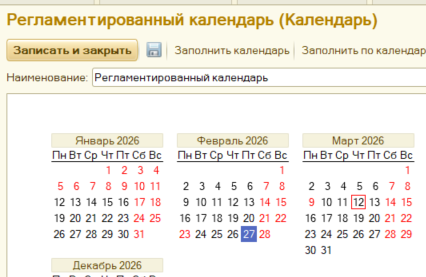 Регламентированный календарь (Календарь)
Записать и закрыть Заполнить календарь Заполнить по календар
Наименование: Регламентированный календарь
Январь 2026 Февраль 2026 Март 2026
Пн Вт Ср Чт Пт Сб Вс Пн Вт Ср Чт Пт Сб Вс Пн Вт Ср Чт Пт Сб Вс
1 2 3 4 1 1
5 6 7 8 9 10 11 2 3 4 5 6 7 8 2 3 4 5 6 7 8
12 13 14 15 16 17 18 9 10 11 12 13 14 15 9 10 11 12 13 14 15
19 20 21 22 23 24 25 16 17 18 19 20 21 22 16 17 18 19 20 21 22
26 27 28 29 30 31 23 24 25 26 27 28 23 24 25 26 27 28 29
30 31
Декабрь 2026